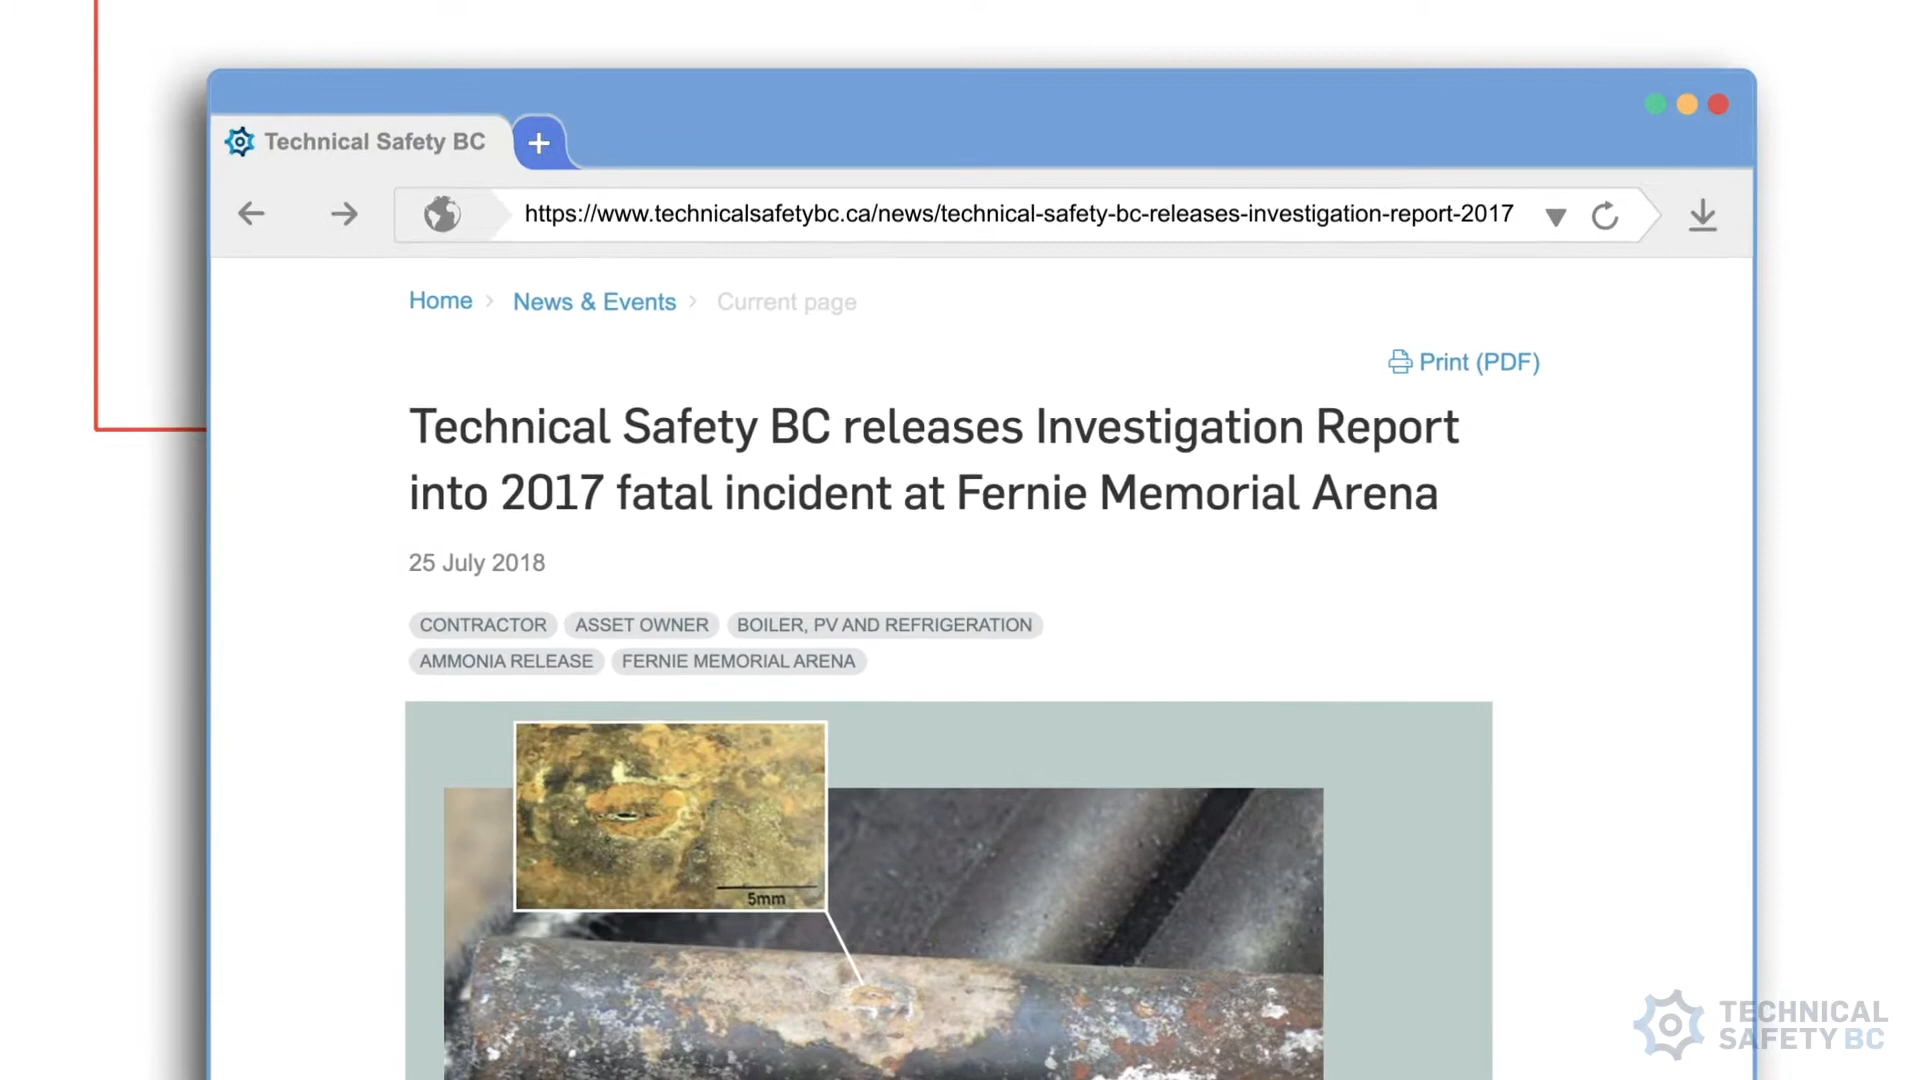 Technical Safety BC
https://www.technicalsafetybc.ca/news/technical-safety-bc-releases-investigation-report-2017
Home
News & Events
Current page
Print (PDF)
Technical Safety BC releases Investigation Report
into 2017 fatal incident at Fernie Memorial Arena
25 July 2018
CONTRACTOR ASSET OWNER BOILER, PV AND REFRIGERATION
AMMONIA RELEASE FERNIE MEMORIAL ARENA
5mm
TECHNICAL
SAFETY BC